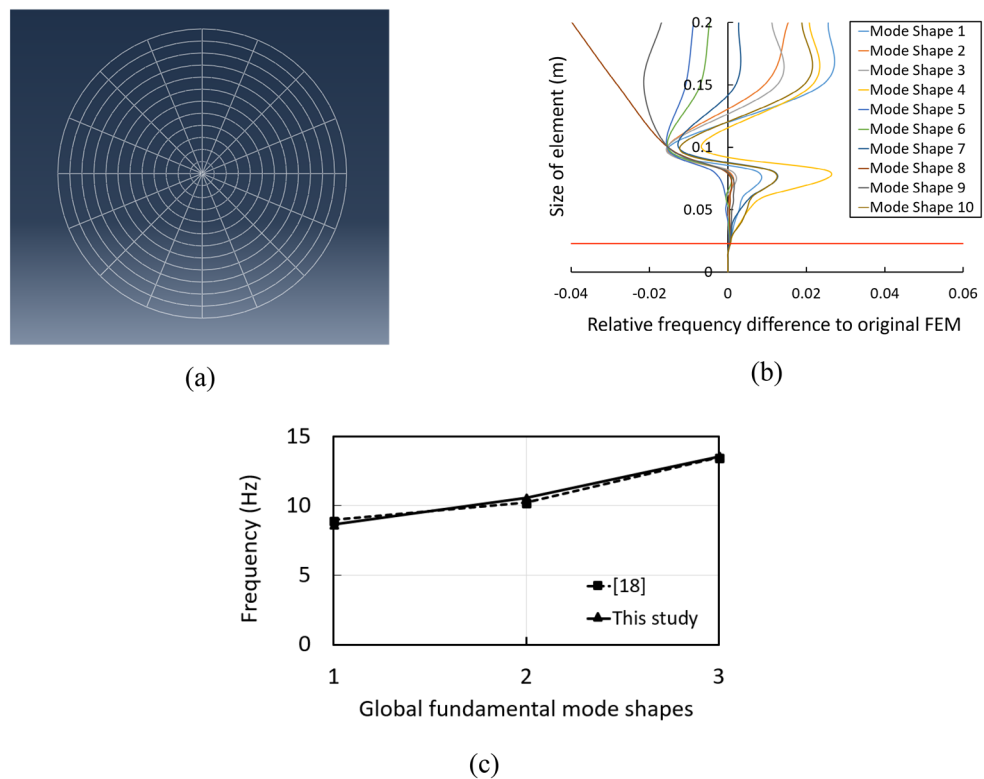 (a)
Size of element (m)
0.2
0.15
0.1
0.05
0
-0.04
-0.02
0
0.02
0.04
0.06
Relative frequency difference to original FEM
Mode Shape 1
Mode Shape 2
Mode Shape 3
Mode Shape 4
Mode Shape 5
Mode Shape 6
Mode Shape 7
Mode Shape 8
Mode Shape 9
Mode Shape 10
(b)
Frequency (Hz)
15
10
5
0
[18]
This study
1
2
3
Global fundamental mode shapes
(c)